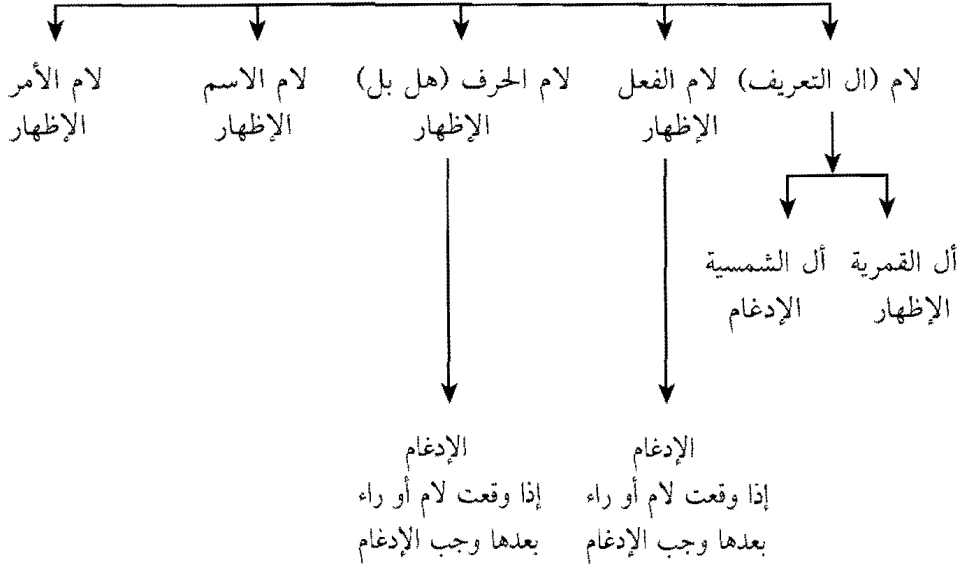 لام (ال التعريف) لام الفعل لام الحرف (هل بل) لام الاسم لام الأمر
الإظهار الإظهار الإظهار الإظهار
أل القمرية أل الشمسية
الإظهار الإدغام
الإدغام الإدغام
إذا وقعت لام أو راء إذا وقعت لام أو راء
بعدها وجب الإدغام بعدها وجب الإدغام